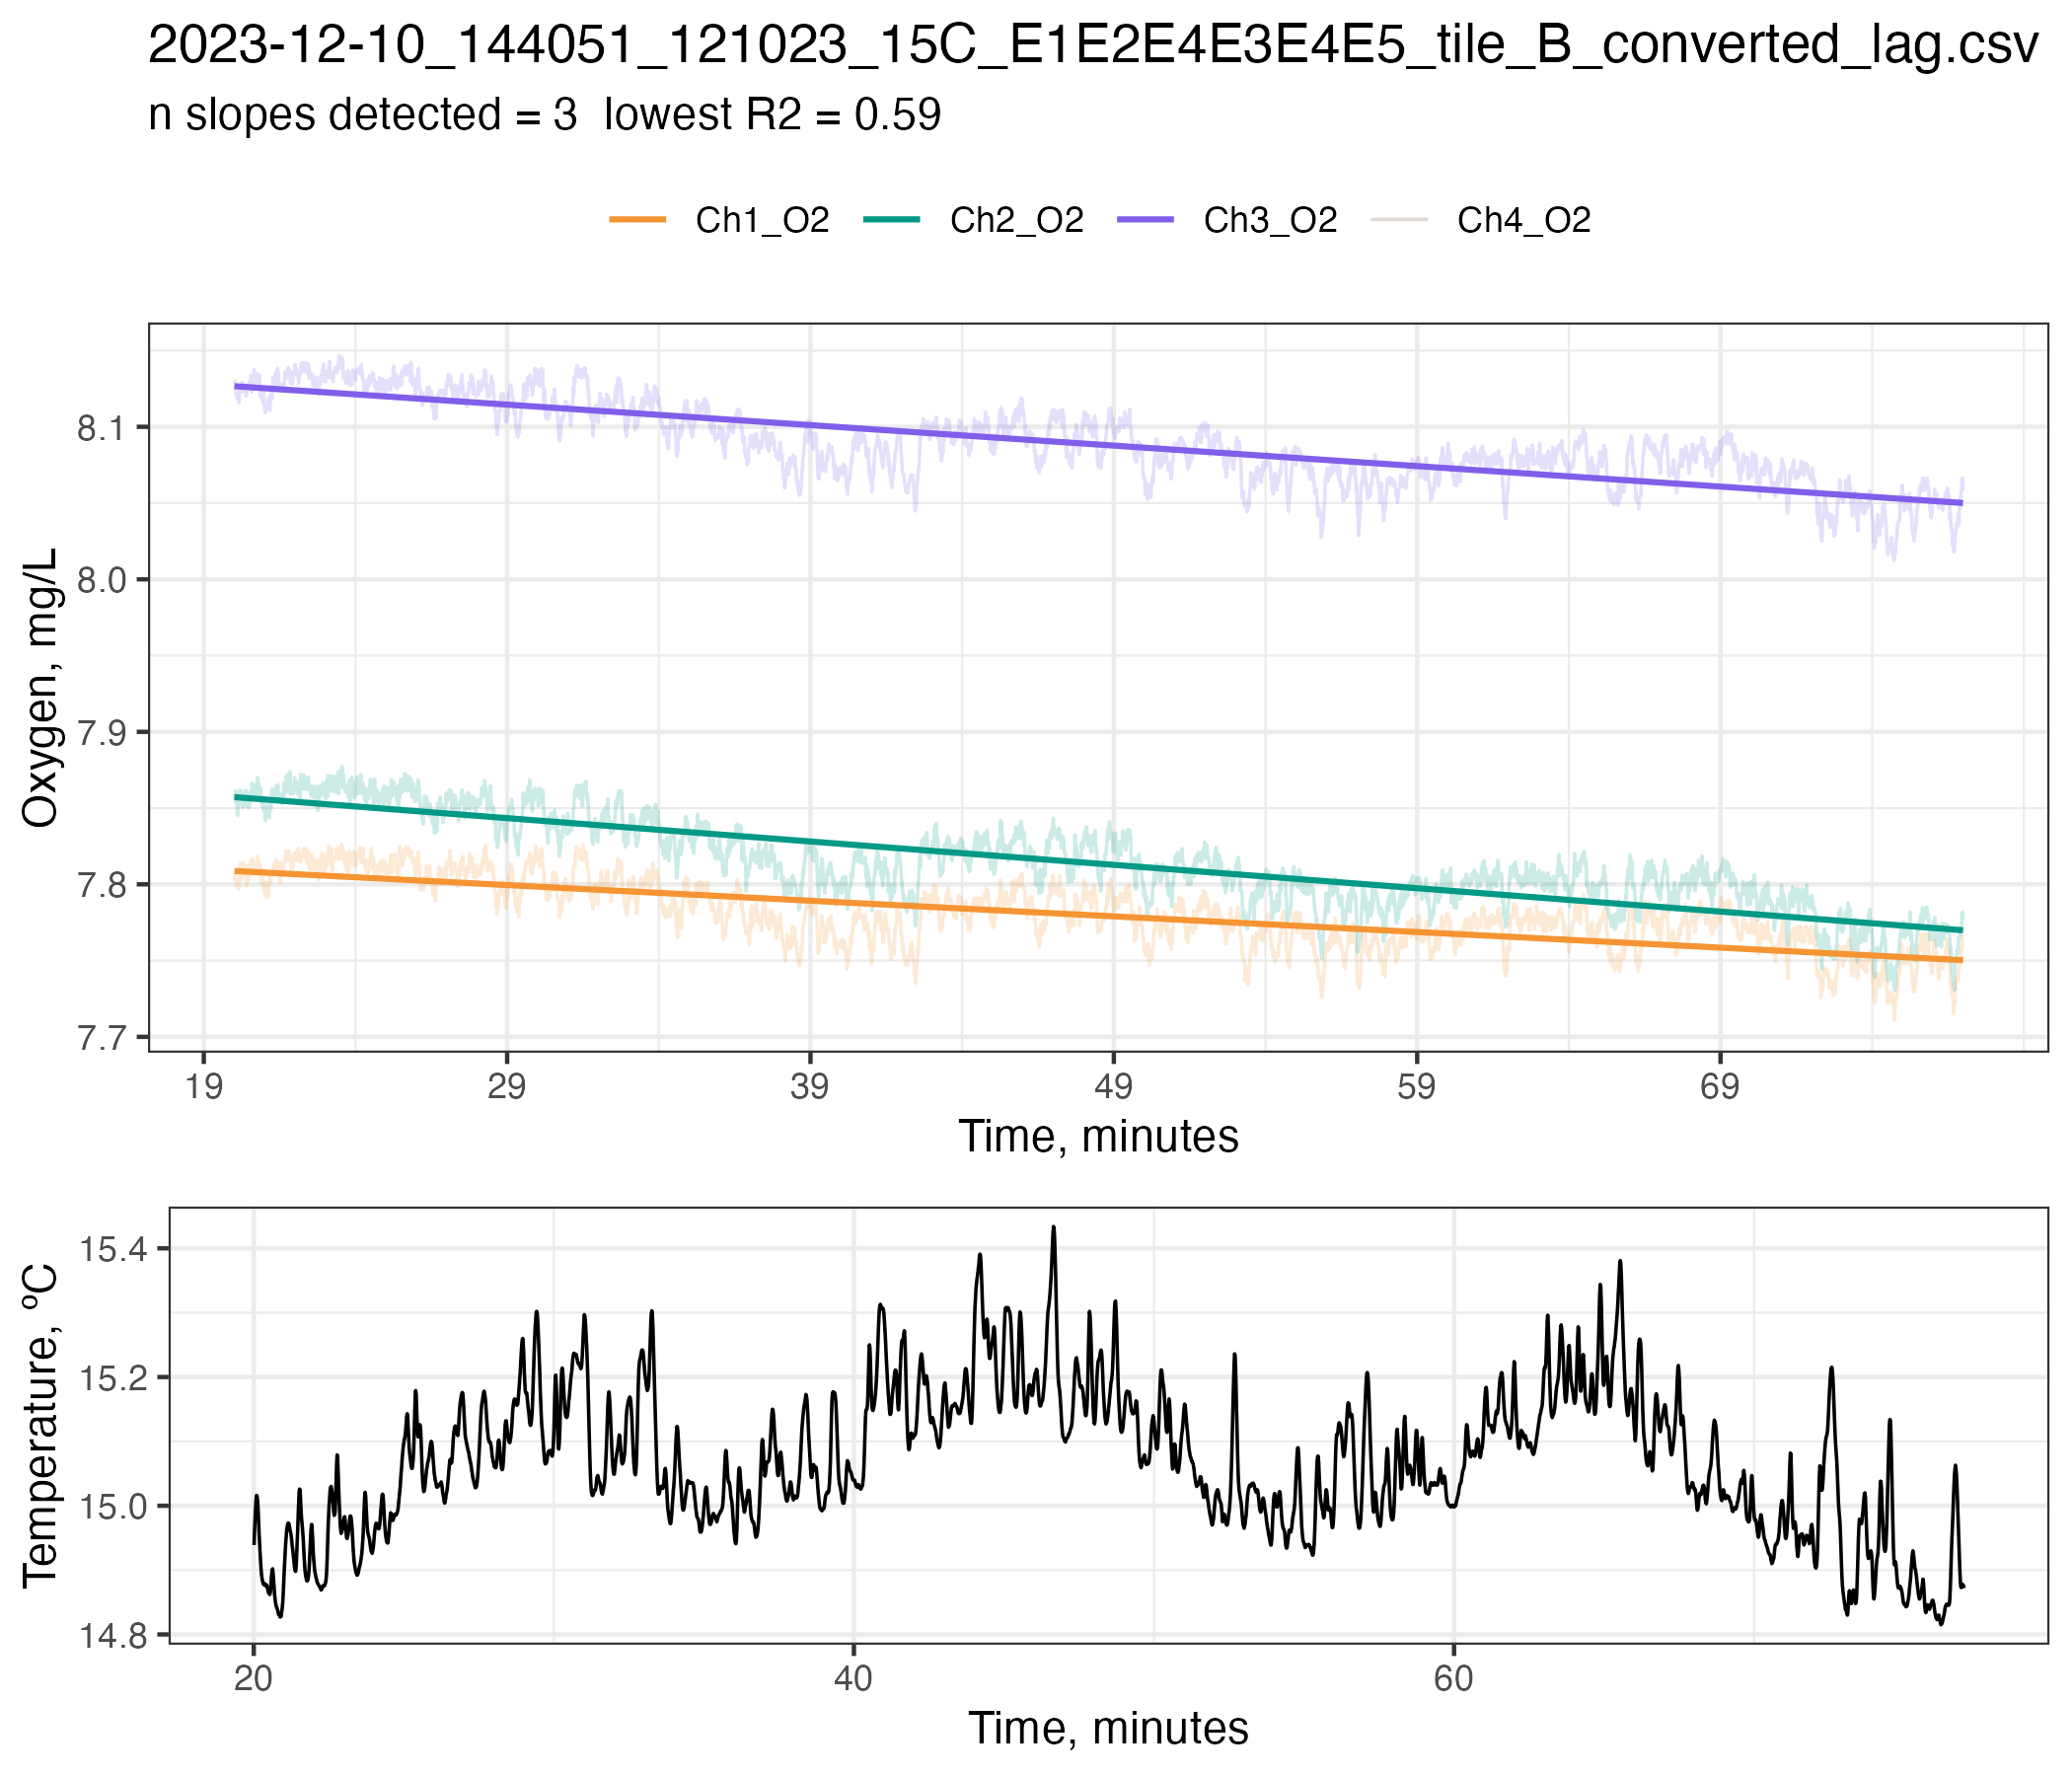 2023-12-10_144051_121023_15C_E1E2E4E3E4E5_tile_B_converted_lag.csv
n slopes detected = 3  lowest R2 = 0.59
Ch1_O2 Ch2_O2 Ch3_O2 Ch4_O2
Oxygen, mg/L
8.1
8.0
7.9
7.8
7.7
19 29 39 49 59 69
Time, minutes
Temperature, ºC
15.4
15.2
15.0
14.8
20 40 60
Time, minutes